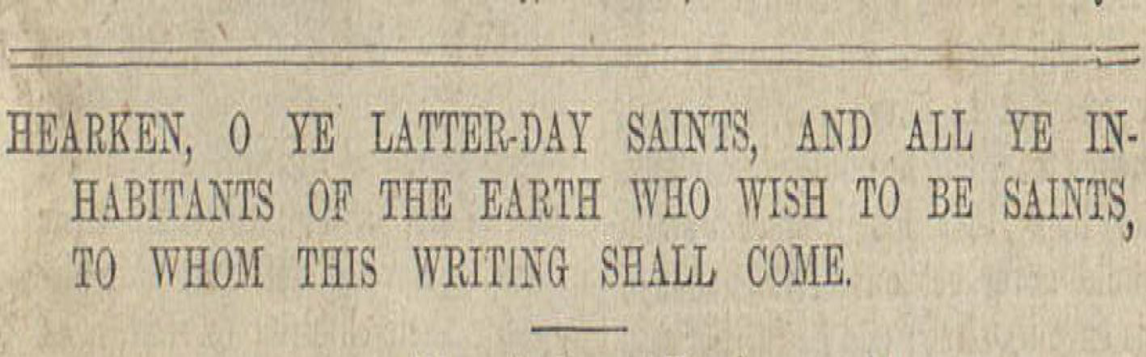 HEARKEN, O YE LATTER-DAY SAINTS, AND ALL YE IN-
HABITANTS OF THE EARTH WHO WISH TO BE SAINTS,
TO WHOM THIS WRITING SHALL COME.